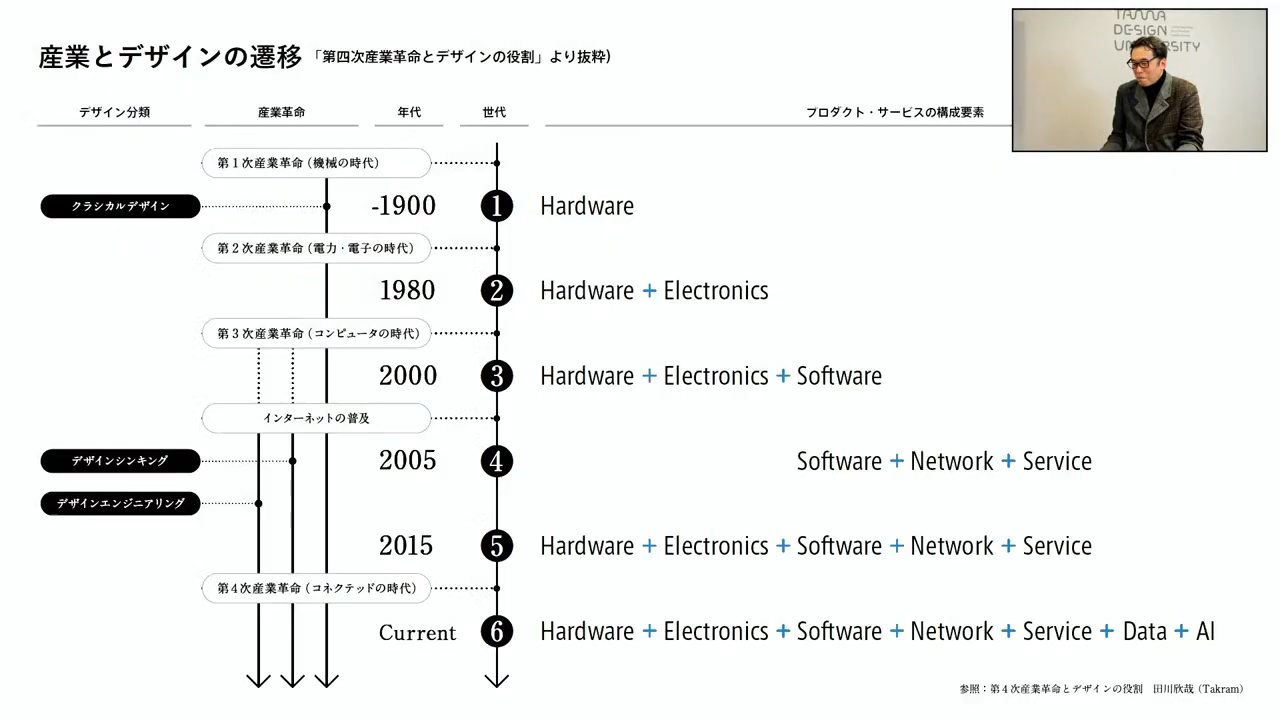 産業とデザインの遷移 「第四次産業革命とデザインの役割」より抜粋)
TAMA
DESIGN
UNIVERSITY
デザイン分類 産業革命 年代 世代 プロダクト・サービスの構成要素
第1次産業革命(機械の時代)
クラシカルデザイン -1900 1 Hardware
第2次産業革命(電力・電子の時代)
1980 2 Hardware + Electronics
第3次産業革命(コンピュータの時代)
2000 3 Hardware + Electronics + Software
インターネットの普及
デザインシンキング 2005 4 Software + Network + Service
デザインエンジニアリング
2015 5 Hardware + Electronics + Software + Network + Service
第4次産業革命(コネクテッドの時代)
Current 6 Hardware + Electronics + Software + Network + Service + Data + AI
参照:第4次産業革命とデザインの役割 田川欣哉(Takram)